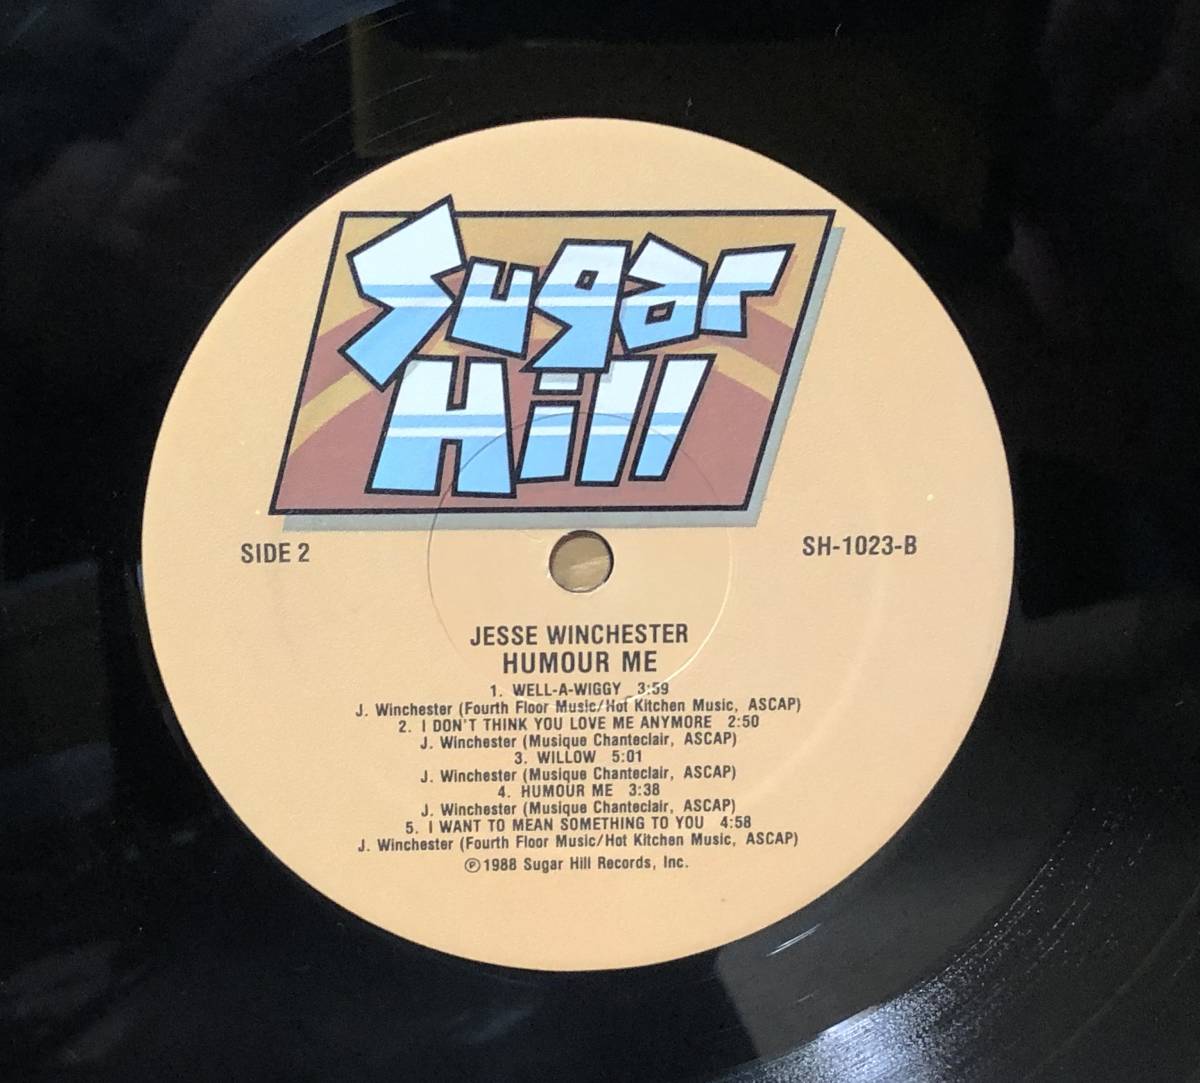 Sugar
Hill
SIDE 2
SH-1023-B
JESSE WINCHESTER
HUMOUR ME
1. WELL-A-WIGGY 3:59
J. Winchester (Fourth Floor Music/Hot Kitchen Music, ASCAP)
2. I DON'T THINK YOU LOVE ME ANYMORE 2:50
J. Winchester (Musique Chanteclair, ASCAP)
3. WILLOW 5:01
J. Winchester (Musique Chanteclair, ASCAP)
4. HUMOUR ME 3:38
J. Winchester (Musique Chanteclair, ASCAP)
5. I WANT TO MEAN SOMETHING TO YOU 4:58
J. Winchester (Fourth Floor Music/Hot Kitchen Music, ASCAP)
℗1988 Sugar Hill Records, Inc.